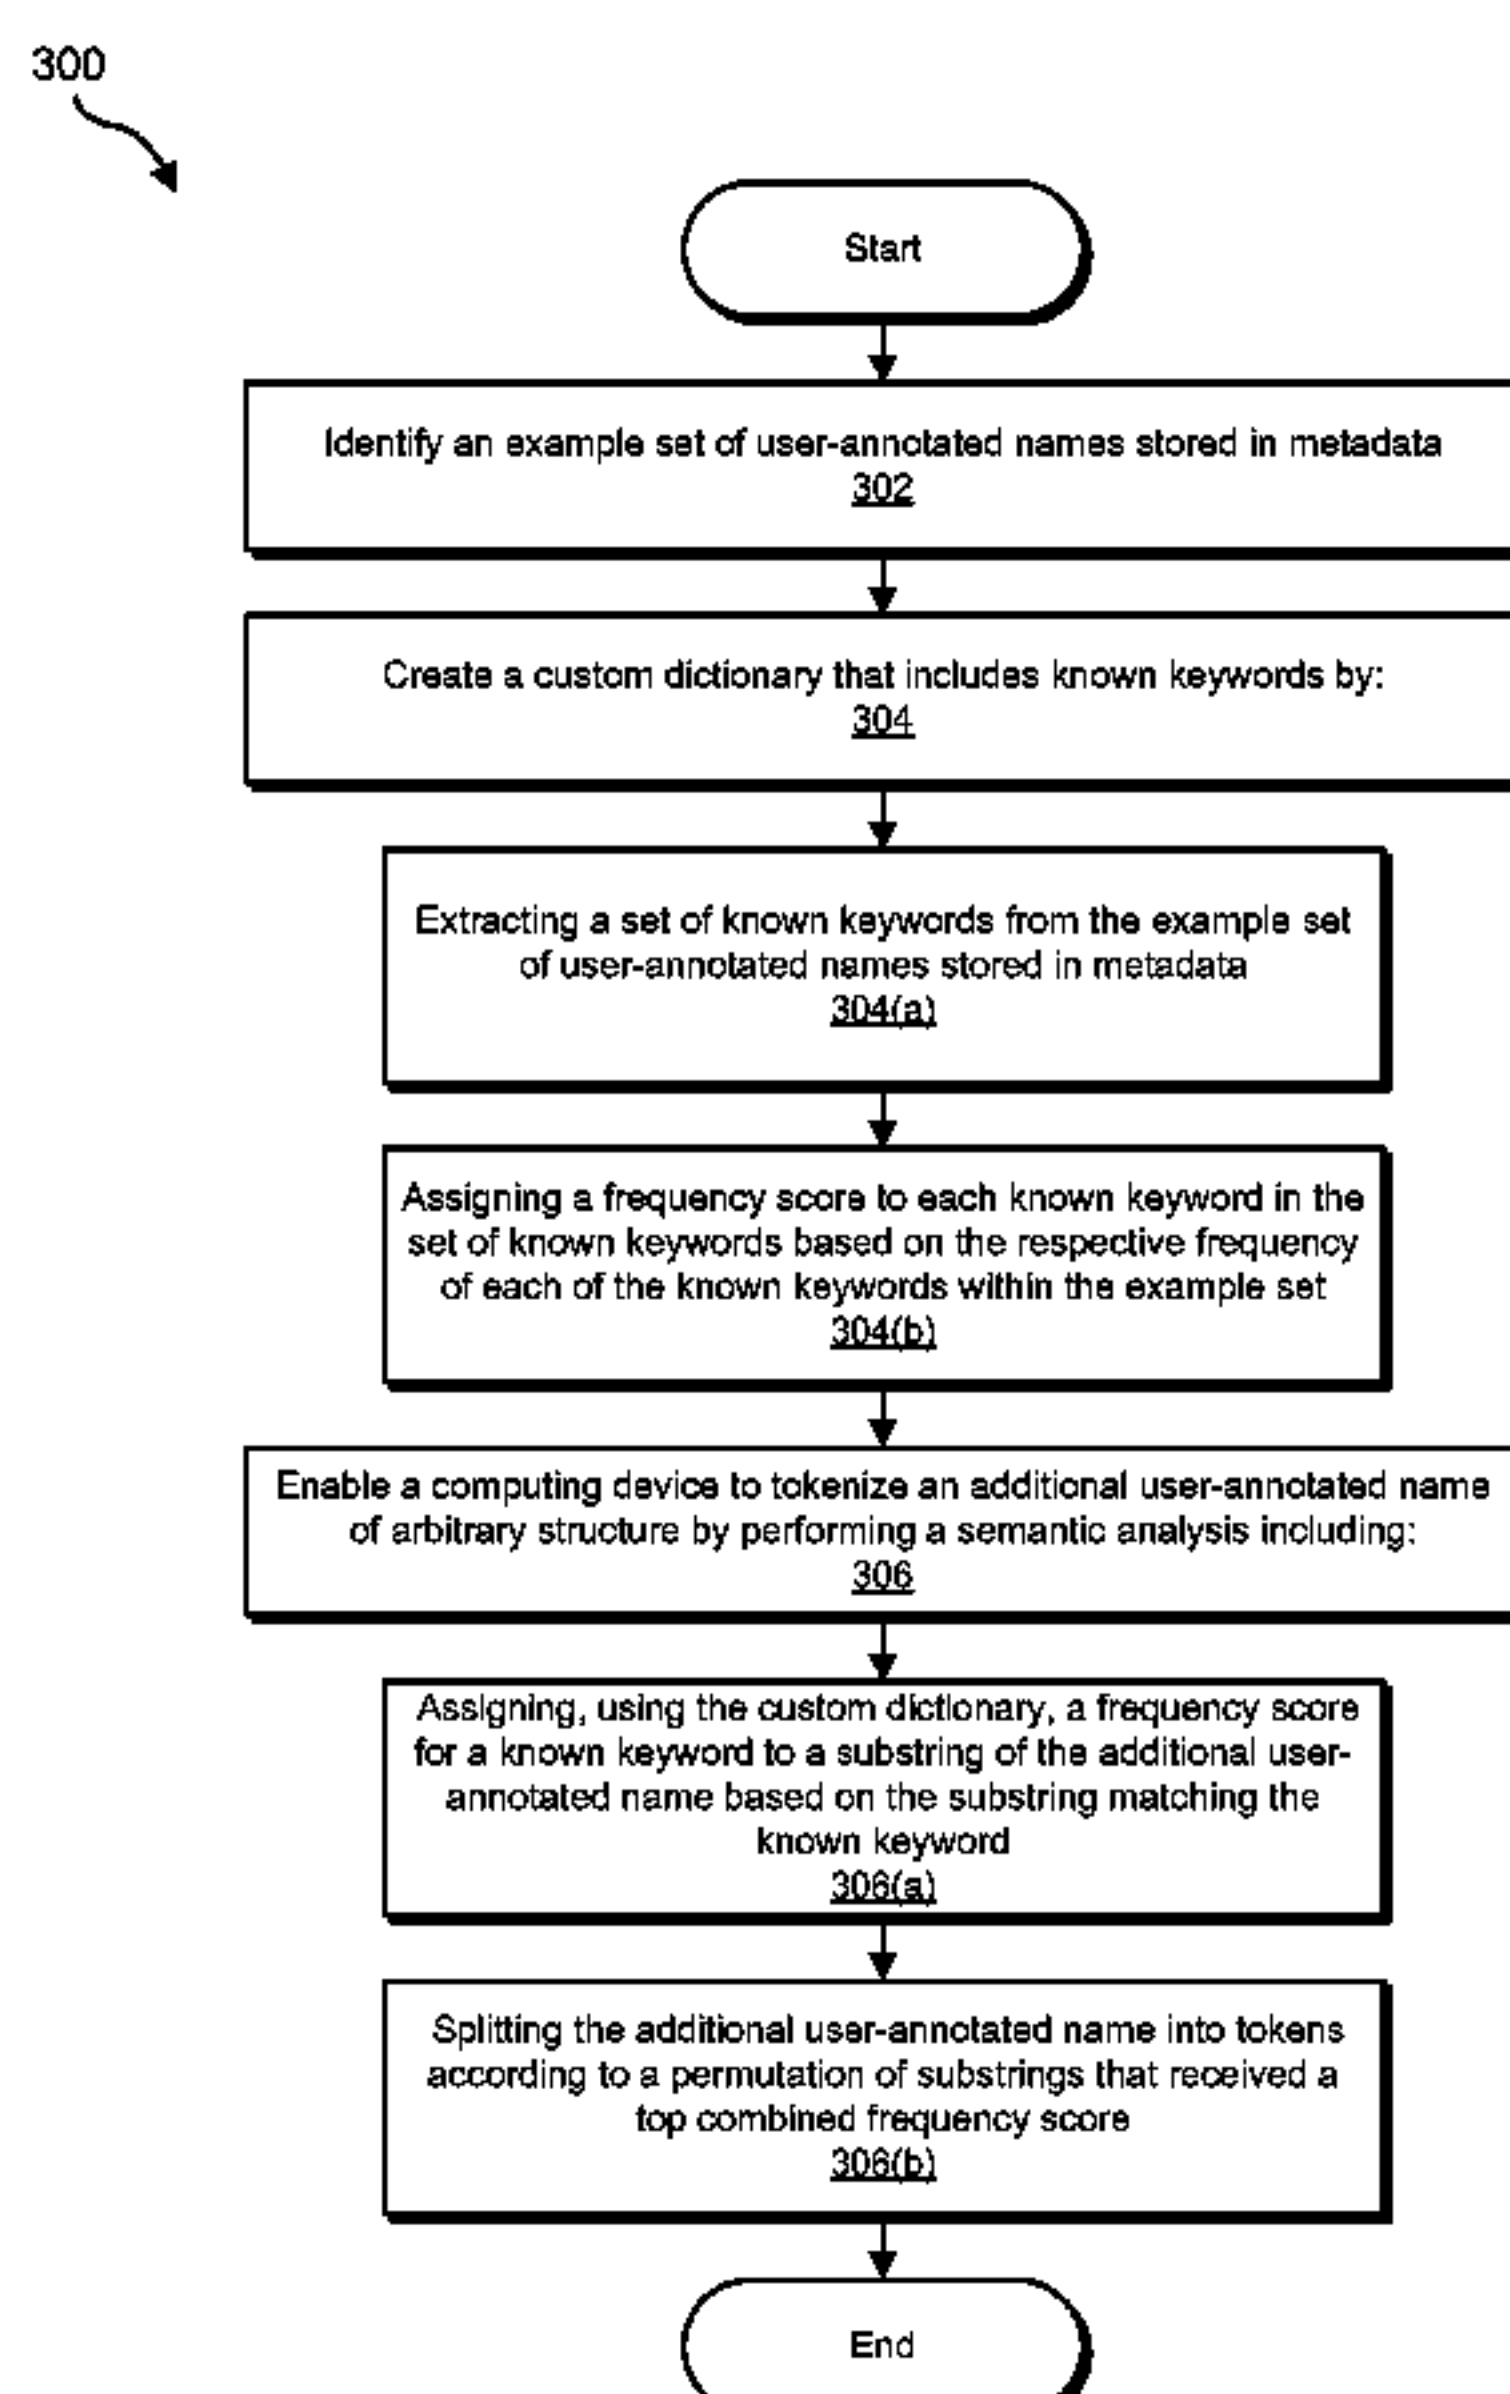 300
Start
Identify an example set of user-annotated names stored in metadata
302
Create a custom dictionary that includes known keywords by:
304
Extracting a set of known keywords from the example set
of user-annotated names stored in metadata
304(a)
Assigning a frequency score to each known keyword in the
set of known keywords based on the respective frequency
of each of the known keywords within the example set
304(b)
Enable a computing device to tokenize an additional user-annotated name
of arbitrary structure by performing a semantic analysis including:
306
Assigning, using the custom dictionary, a frequency score
for a known keyword to a substring of the additional user-
annotated name based on the substring matching the
known keyword
306(a)
Splitting the additional user-annotated name into tokens
according to a permutation of substrings that received a
top combined frequency score
306(b)
End